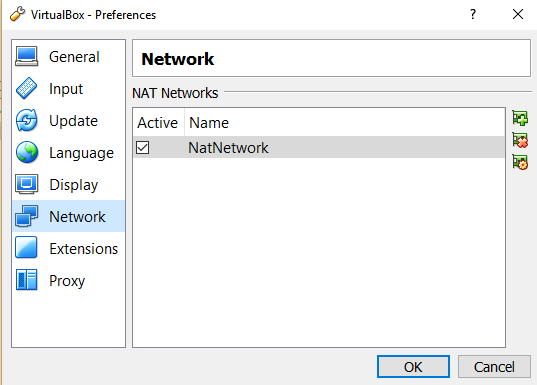 VirtualBox - Preferences
General
Input
Update
Language
Display
Network
Extensions
Proxy
Network
NAT Networks
Active Name
NatNetwork
OK Cancel